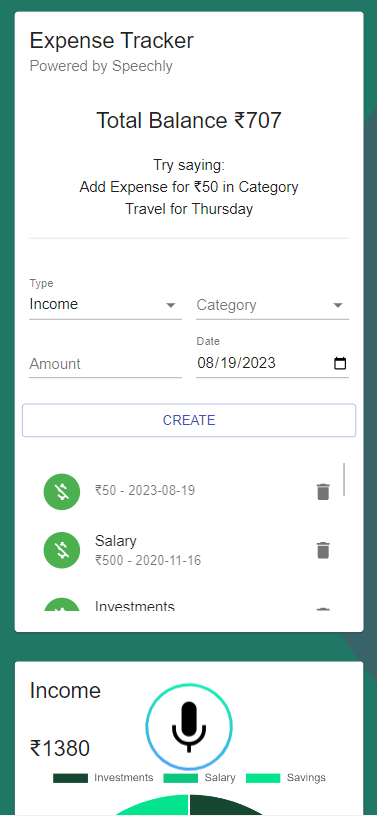 Expense Tracker
Powered by Speechly
Total Balance ₹707
Try saying:
Add Expense for ₹50 in Category
Travel for Thursday
Type
Income
Category
Amount
Date
08/19/2023
CREATE
₹50 - 2023-08-19
Salary
₹500 - 2020-11-16
Investments
Income
₹1380
Investments
Salary
Savings